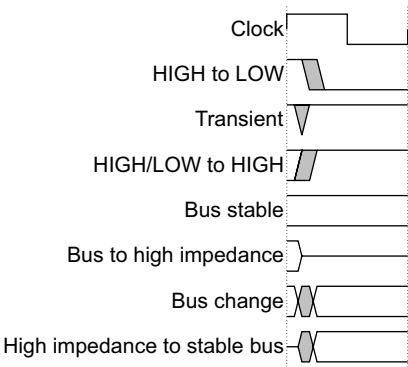 Clock
HIGH to LOW
Transient
HIGH/LOW to HIGH
Bus stable
Bus to high impedance
Bus change
High impedance to stable bus